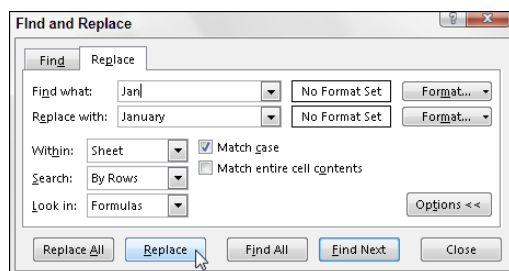 Find and Replace
Find Replace
Find what: Jan No Format Set Format...
Replace with: January No Format Set Format...
Within: Sheet Match case
Search: By Rows Match entire cell contents
Look in: Formulas Options <<
Replace All Replace Find All Find Next Close